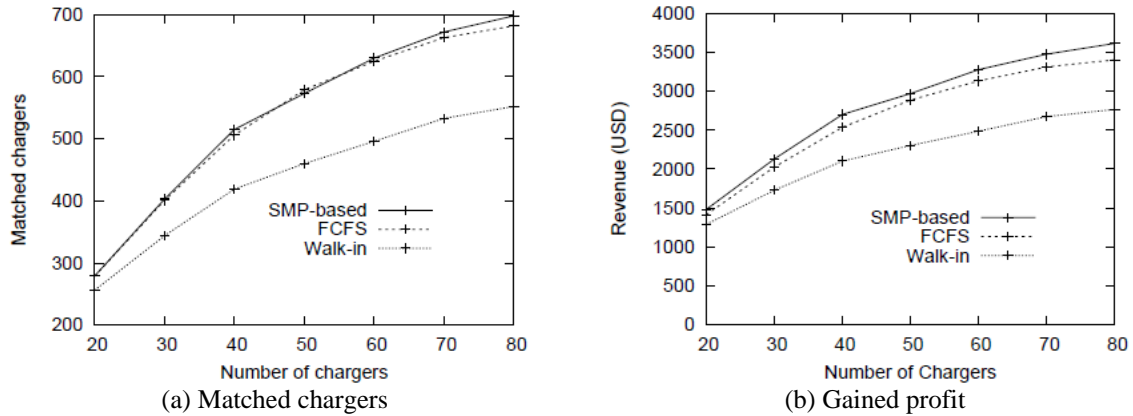 700
600
500
400
300
200
Matched chargers
SMP-based
FCFS
Walk-in
20 30 40 50 60 70 80
Number of chargers
(a) Matched chargers
4000
3500
3000
2500
2000
1500
1000
500
0
Revenue (USD)
SMP-based
FCFS
Walk-in
20 30 40 50 60 70 80
Number of Chargers
(b) Gained profit